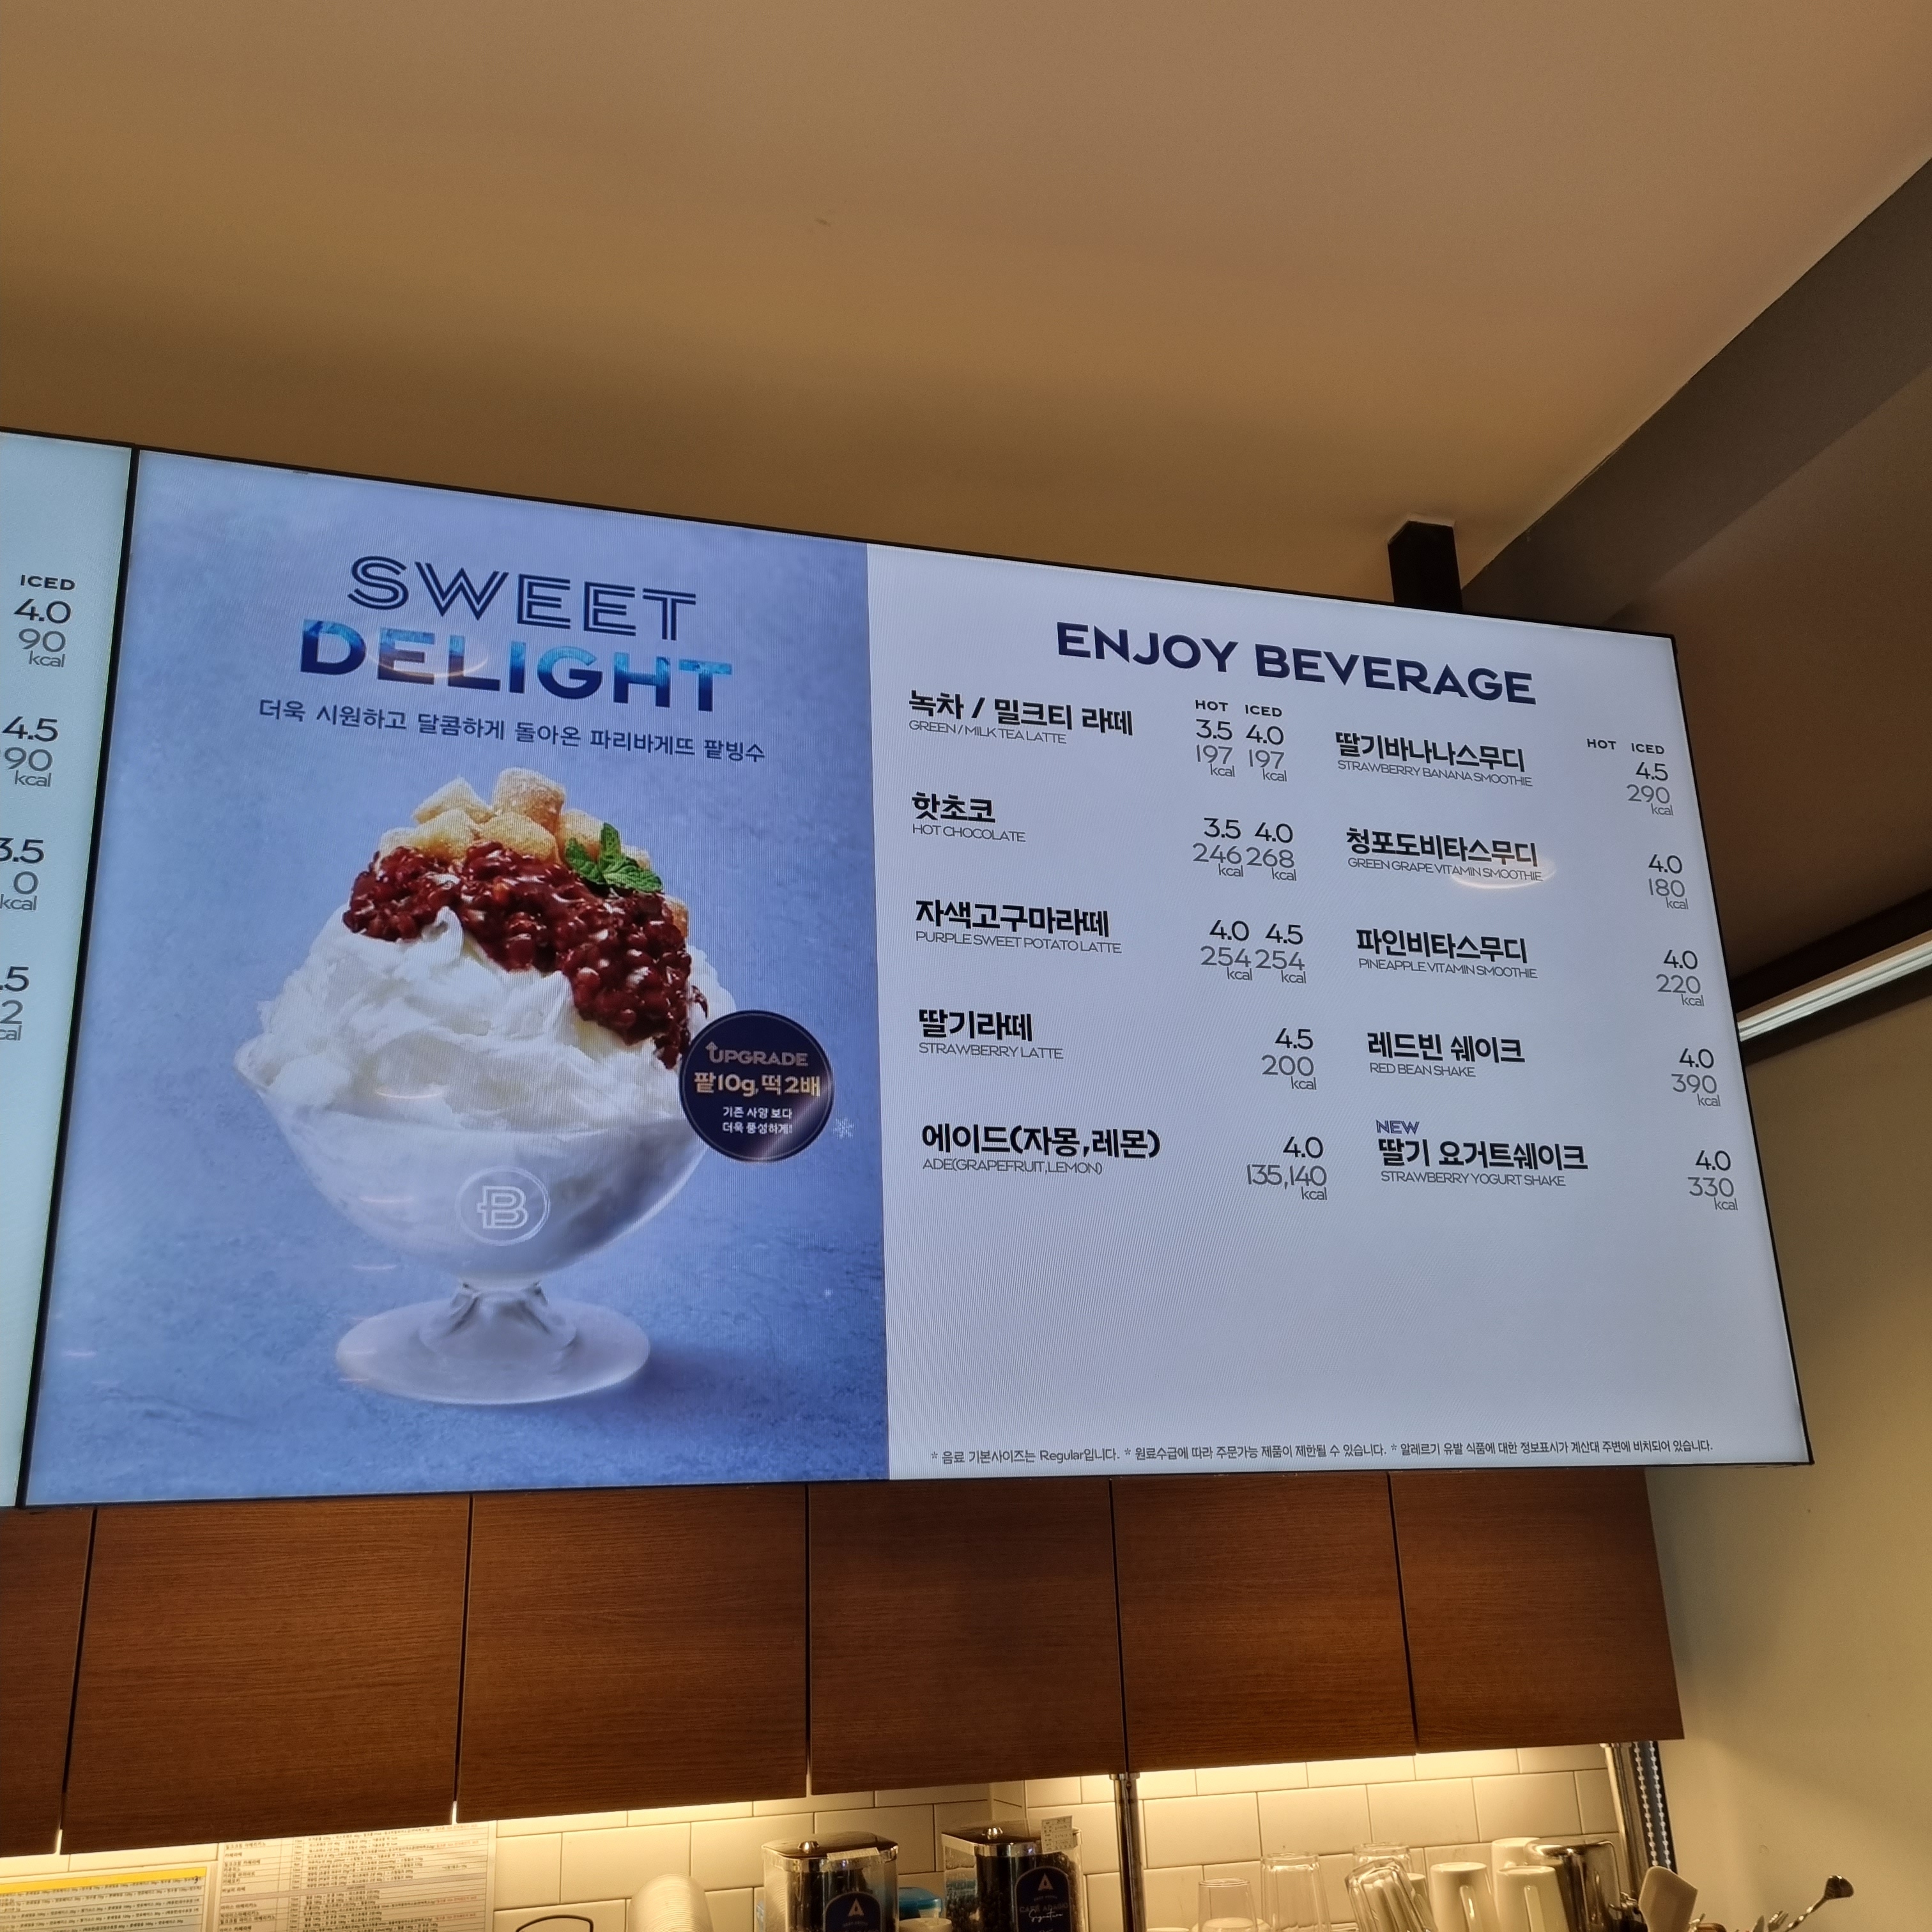 ICED
4.0
90
kcal
4.5
90
kcal
3.5
0
kcal
.5
2
cal
SWEET
DELIGHT
더욱 시원하고 달콤하게 돌아온 파리바게뜨 팥빙수
UPGRADE
팥10g, 떡2배
기존 사양 보다
더욱 풍성하게!
B
ENJOY BEVERAGE
HOT ICED
녹차 / 밀크티 라떼 3.5 4.0
GREEN / MILK TEA LATTE 197 197
kcal kcal
핫초코 3.5 4.0
HOT CHOCOLATE 246 268
kcal kcal
자색고구마라떼 4.0 4.5
PURPLE SWEET POTATO LATTE 254 254
kcal kcal
딸기라떼 4.5
STRAWBERRY LATTE 200
kcal
에이드(자몽,레몬) 4.0
ADE(GRAPEFRUIT,LEMON) 135,140
kcal
HOT ICED
딸기바나나스무디 4.5
STRAWBERRY BANANA SMOOTHIE 290
kcal
청포도비타스무디 4.0
GREEN GRAPE VITAMIN SMOOTHIE 180
kcal
파인비타스무디 4.0
PINEAPPLE VITAMIN SMOOTHIE 220
kcal
레드빈 쉐이크 4.0
RED BEAN SHAKE 390
kcal
NEW
딸기 요거트쉐이크 4.0
STRAWBERRY YOGURT SHAKE 330
kcal
* 음료 기본사이즈는 Regular입니다. * 원료수급에 따라 주문가능 제품이 제한될 수 있습니다. * 알레르기 유발 식품에 대한 정보표시가 계산대 주변에 비치되어 있습니다.